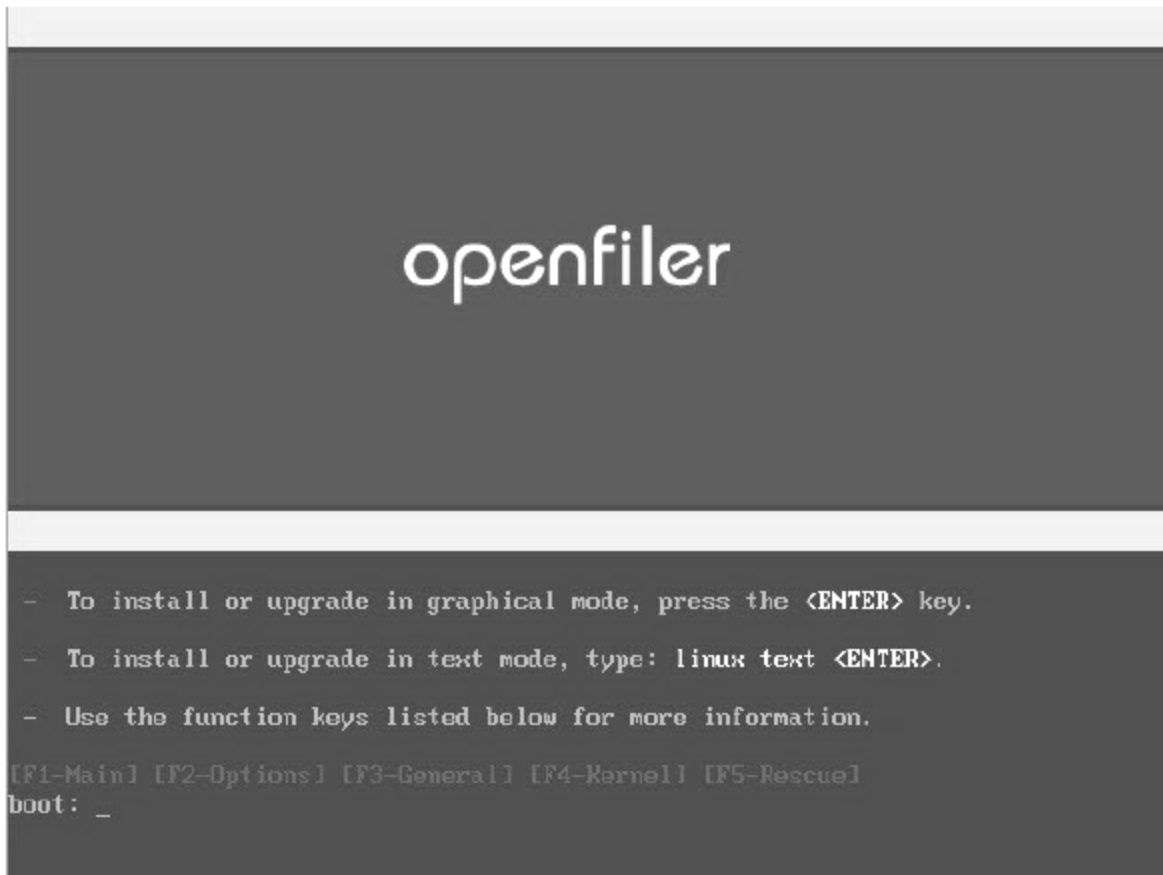 openfiler
- To install or upgrade in graphical mode, press the <ENTER> key.
- To install or upgrade in text mode, type: linux text <ENTER>.
- Use the function keys listed below for more information.
[F1-Main] [F2-Options] [F3-General] [F4-Kernel] [F5-Rescue]
boot: _